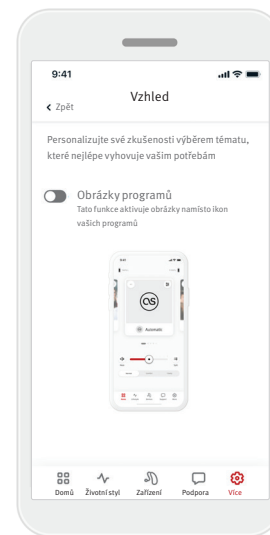 9:41
Zpět
Vzhled
Personalizujte své zkušenosti výběrem tématu,
které nejlépe vyhovuje vašim potřebám
Obrázky programů
Tato funkce aktivuje obrázky namísto ikon
vašich programů
Automatic
Domů Životní styl Zařízení Podpora Více